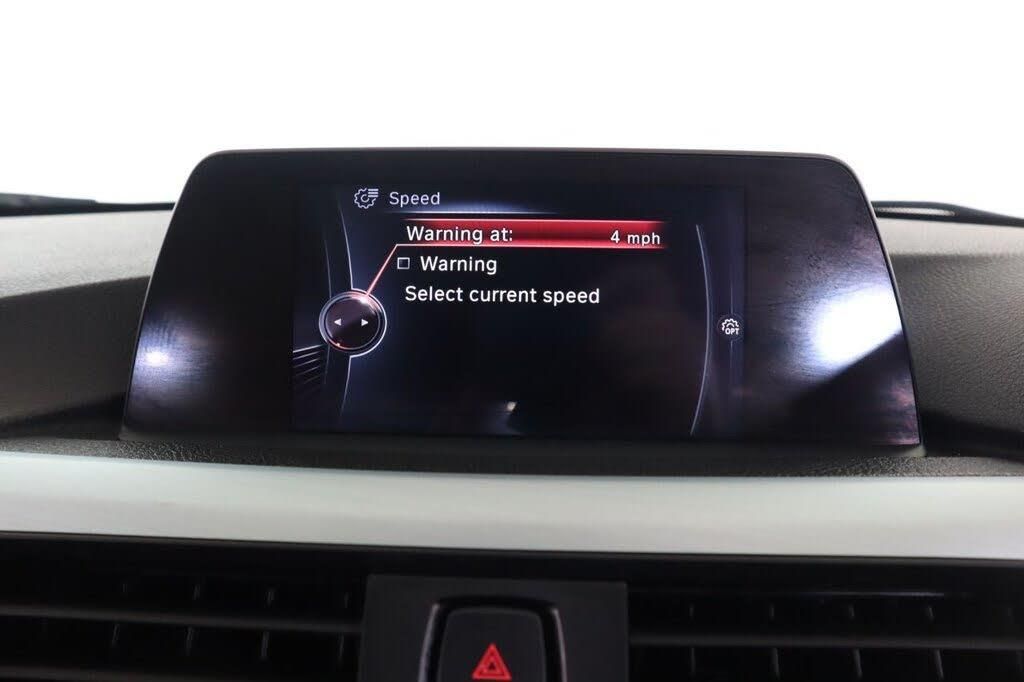 Speed
Warning at: 4 mph
Warning
Select current speed
OPT